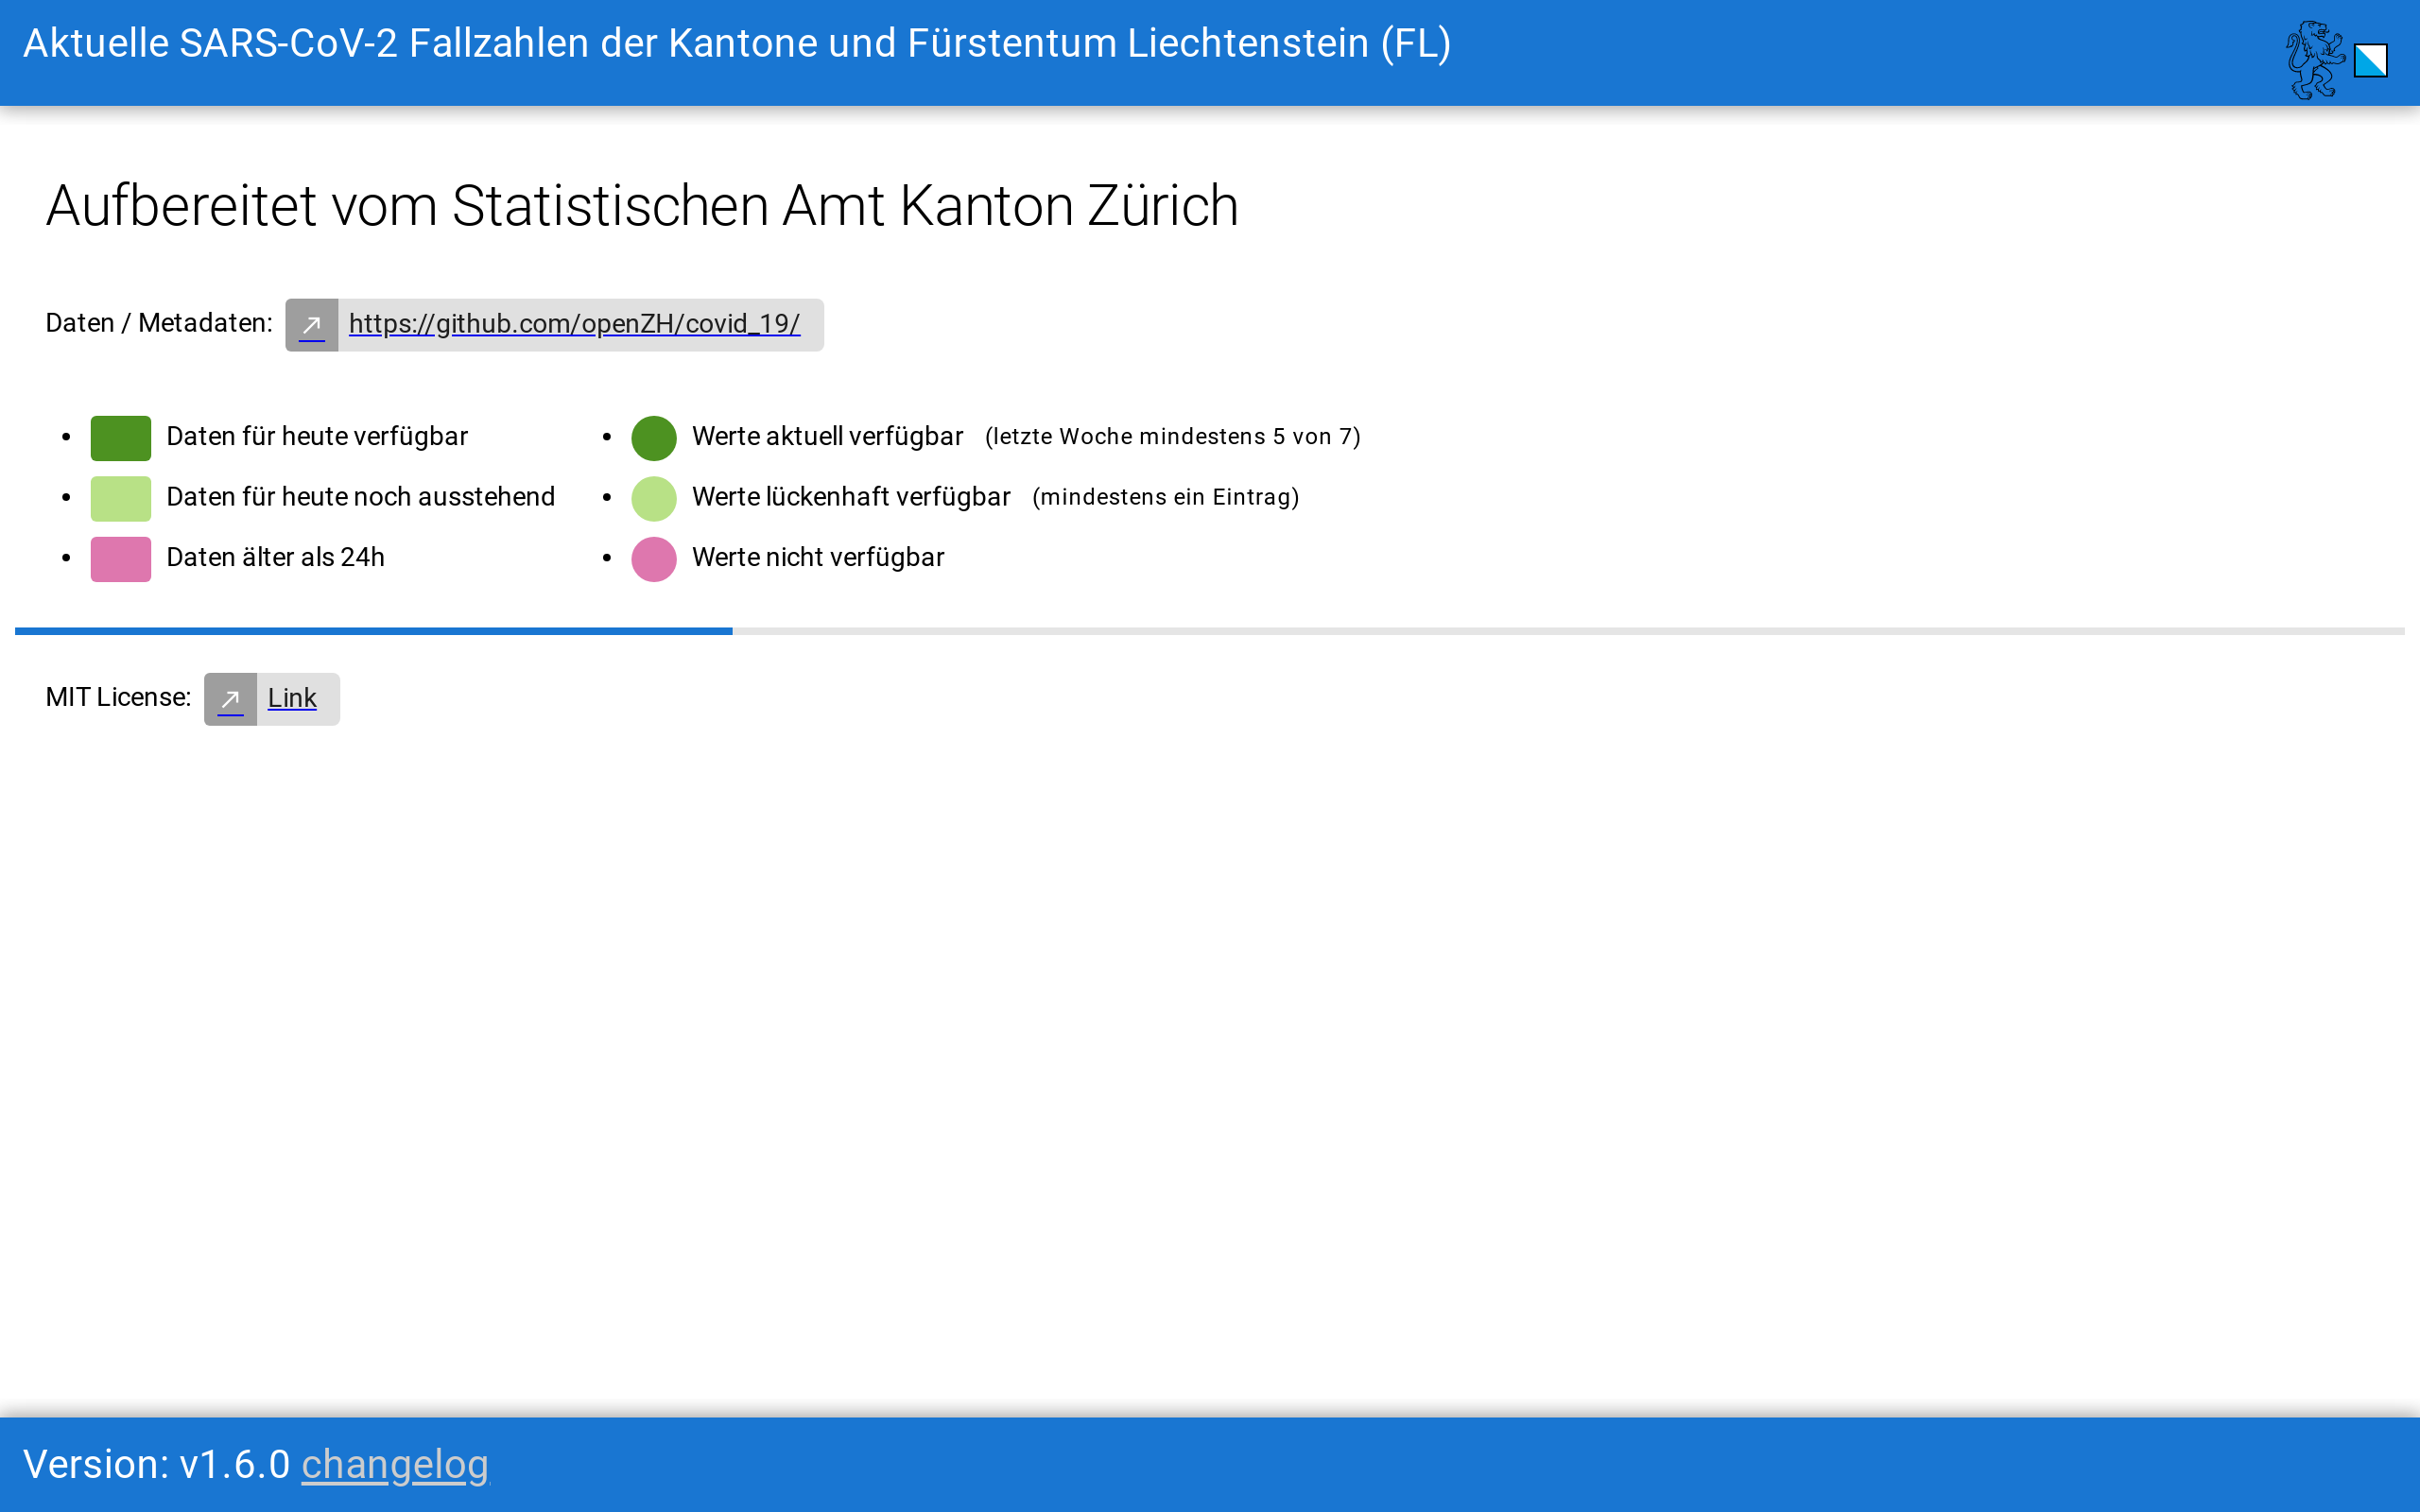 Aktuelle SARS-CoV-2 Fallzahlen der Kantone und Fürstentum Liechtenstein (FL)
Aufbereitet vom Statistischen Amt Kanton Zürich
Daten / Metadaten: https://github.com/openZH/covid_19/
Daten für heute verfügbar
Daten für heute noch ausstehend
Daten älter als 24h
Werte aktuell verfügbar (letzte Woche mindestens 5 von 7)
Werte lückenhaft verfügbar (mindestens ein Eintrag)
Werte nicht verfügbar
MIT License: Link
Version: v1.6.0 changelog